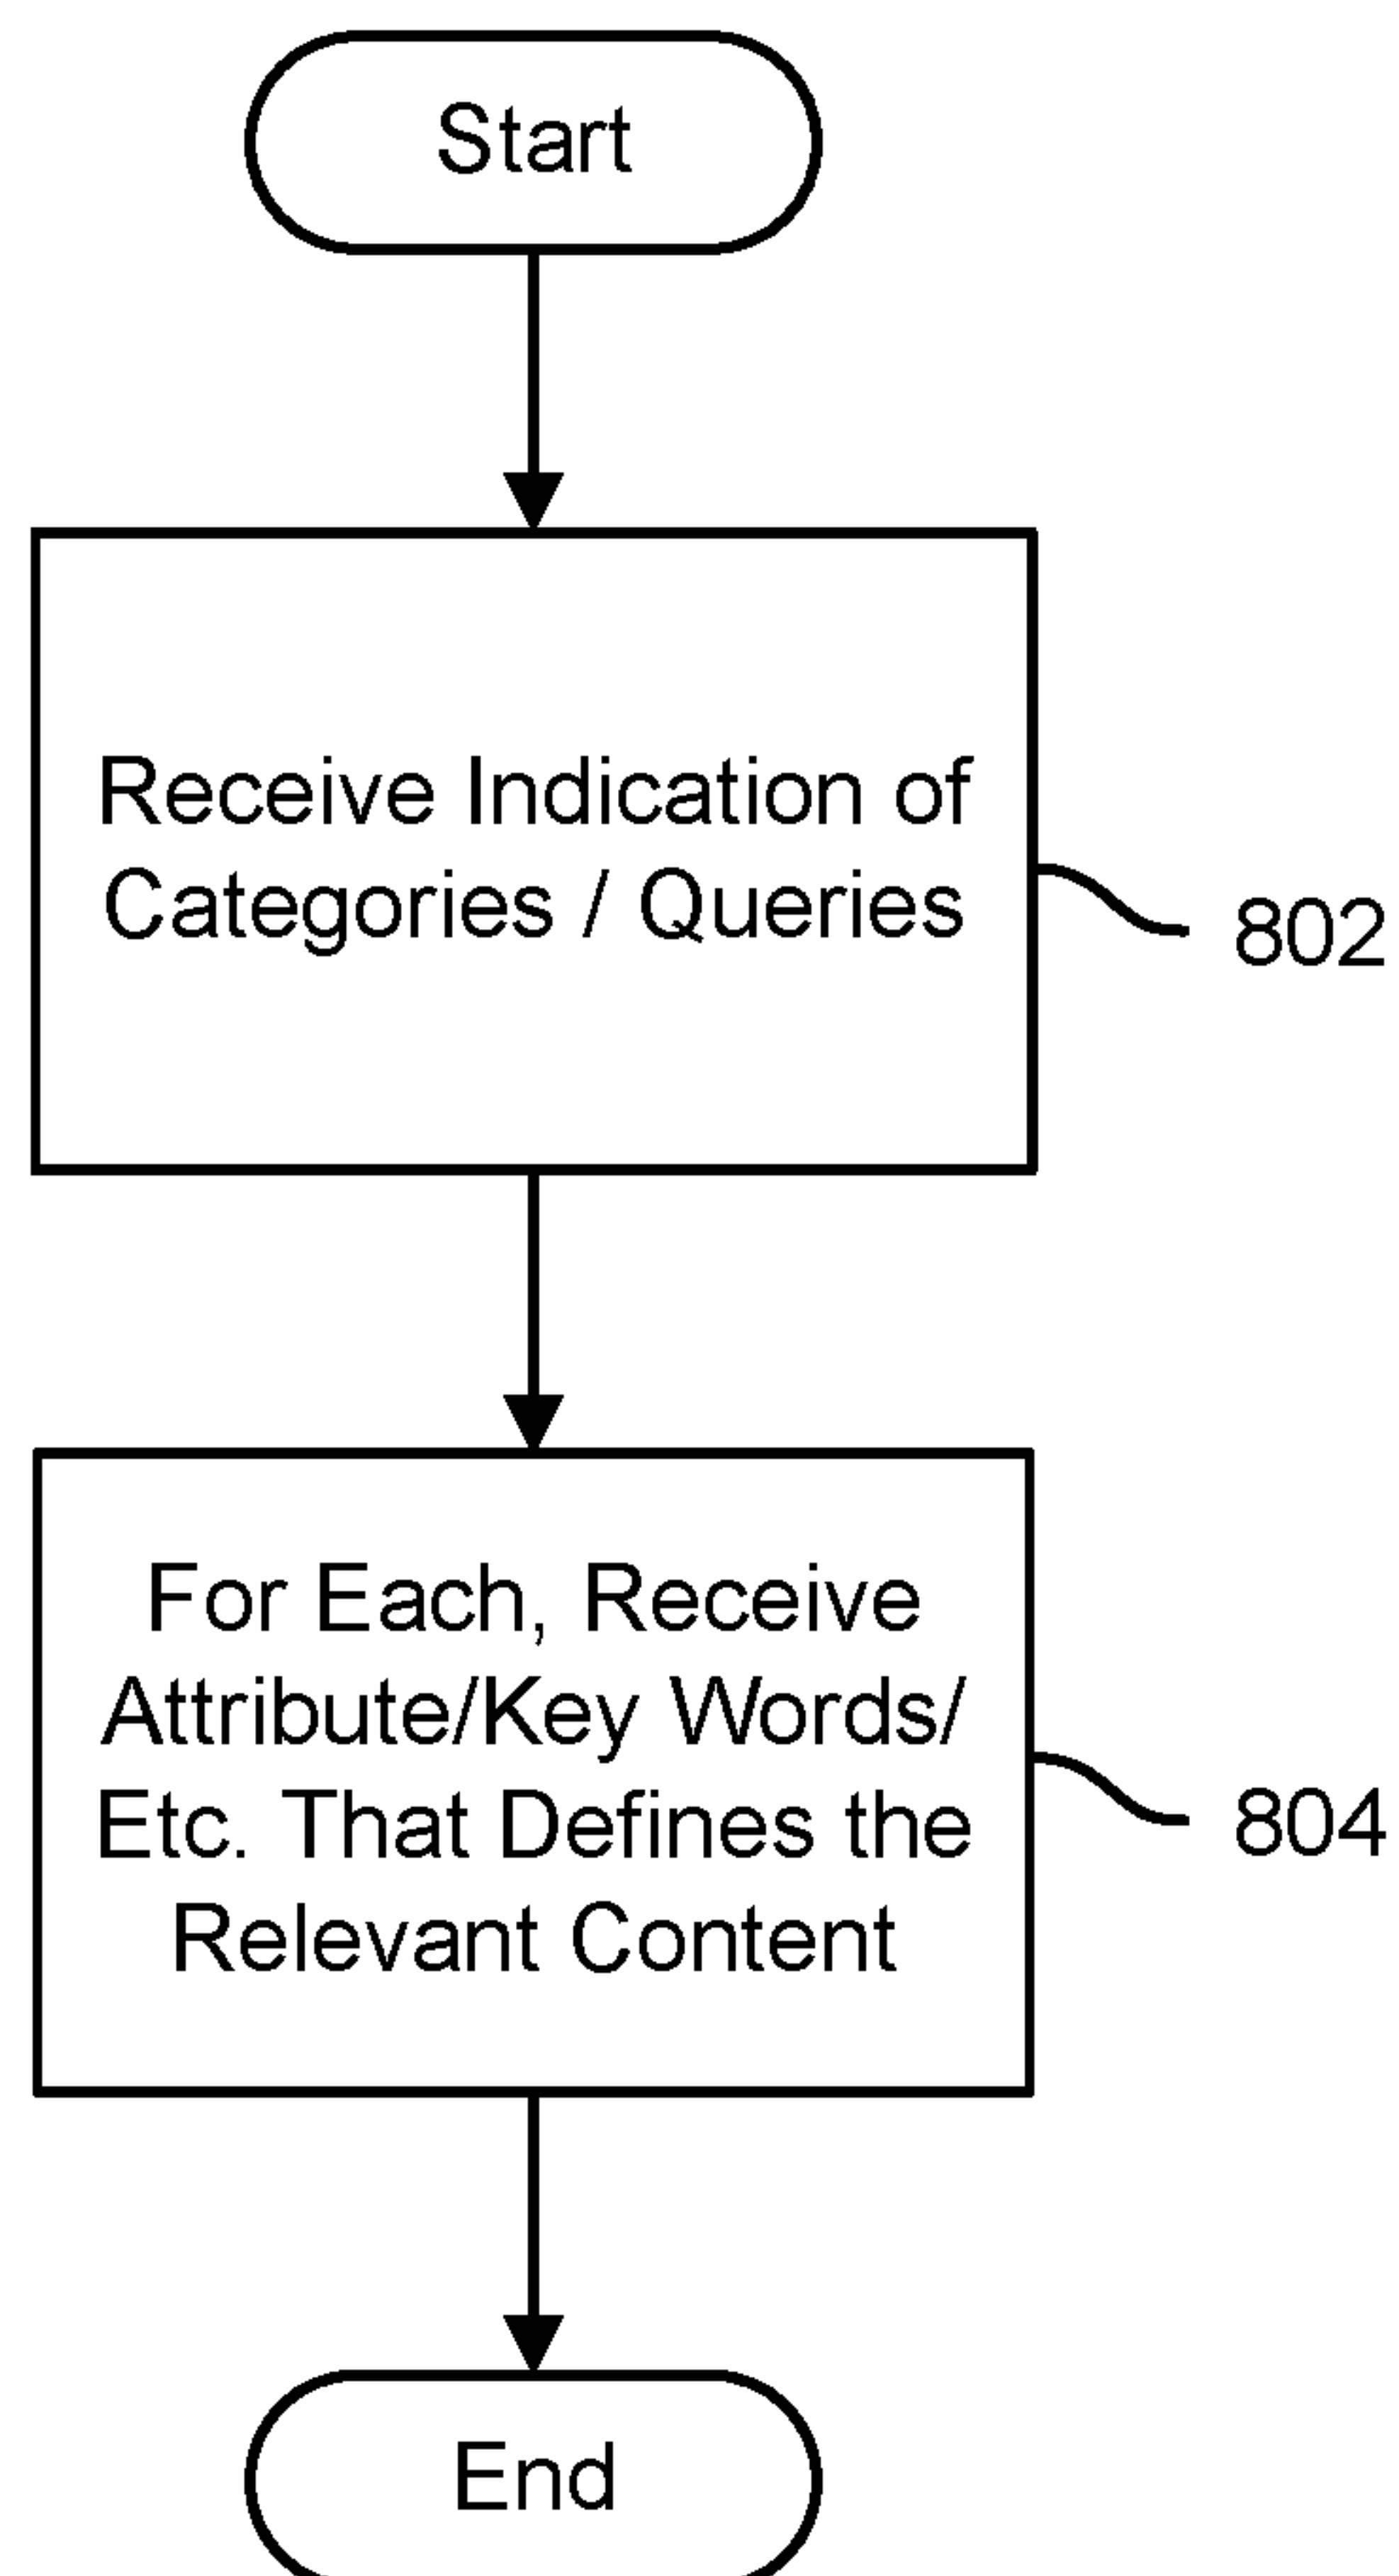 Start
Receive Indication of
Categories / Queries
802
For Each, Receive
Attribute/Key Words/
Etc. That Defines the
Relevant Content
804
End